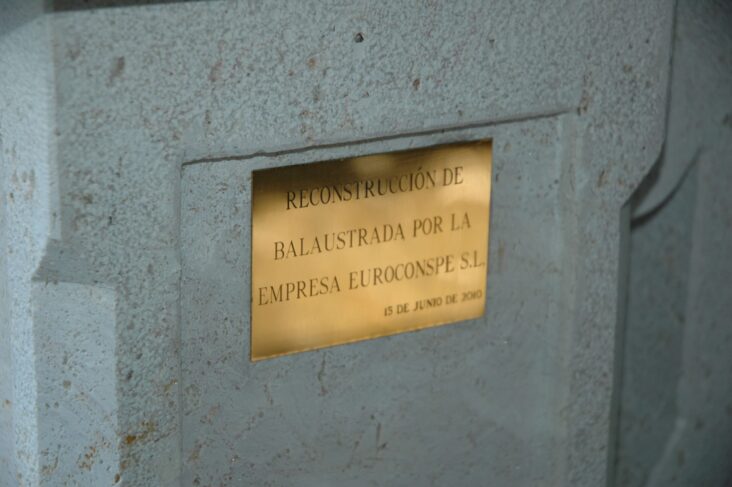 RECONSTRUCCIÓN DE
BALAUSTRADA POR LA
EMPRESA EUROCONSPE S.L.
15 DE JUNIO DE 2010